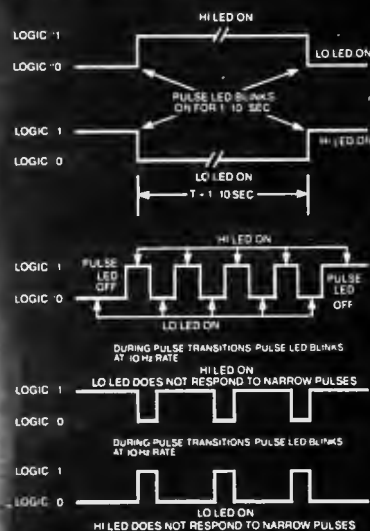 HI LED ON
LOGIC "1
LO LED ON
LOGIC "0
PULSE LED BLINKS
ON FOR 1 10 SEC
LOGIC 1
HI LED ON
LOGIC 0
LO LED ON
T - 1 10 SEC
HI LED ON
LOGIC 1
PULSE
LED
OFF
PULSE
LED
OFF
LOGIC "0
LO LED ON
DURING PULSE TRANSITIONS PULSE LED BLINKS
AT 10 Hz RATE
HI LED ON
LO LED DOES NOT RESPOND TO NARROW PULSES
LOGIC 1
LOGIC 0
DURING PULSE TRANSITIONS PULSE LED BLINKS
AT 10 Hz RATE
LOGIC 1
LOGIC 0
LO LED ON
HI LED DOES NOT RESPOND TO NARROW PULSES